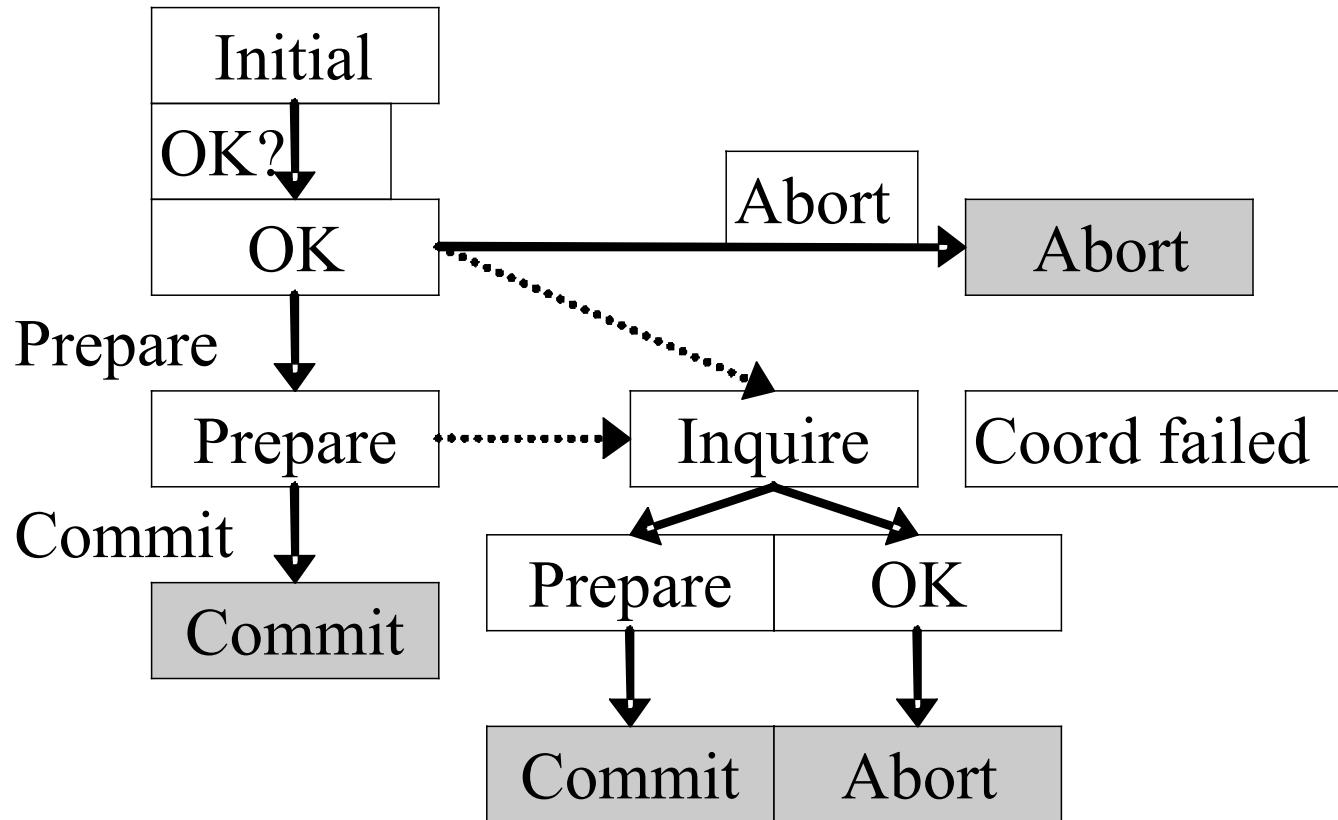 Initial
OK?
Abort
OK
Abort
Prepare
Prepare
Inquire
Coord failed
Commit
Prepare
OK
Commit
Commit
Abort